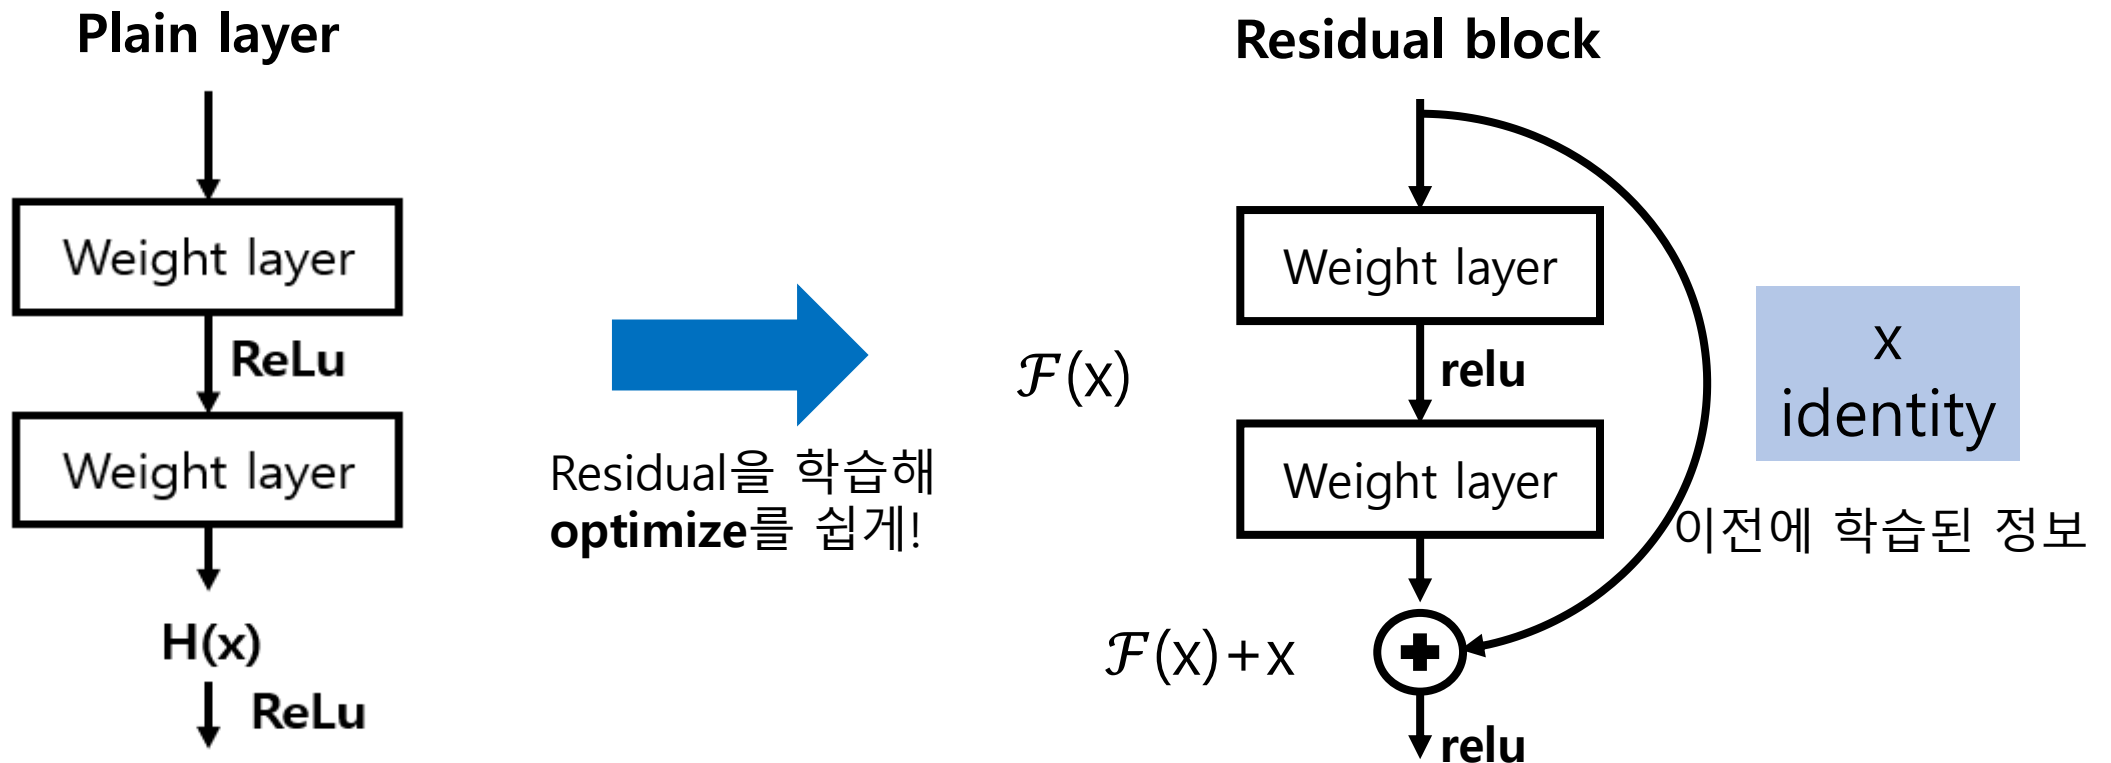 Plain layer
Weight layer
ReLu
Weight layer
H(x)
ReLu
Residual을 학습해
optimize를 쉽게!
Residual block
Weight layer
ℱ(x)
relu
x
identity
Weight layer
이전에 학습된 정보
ℱ(x)+x
relu